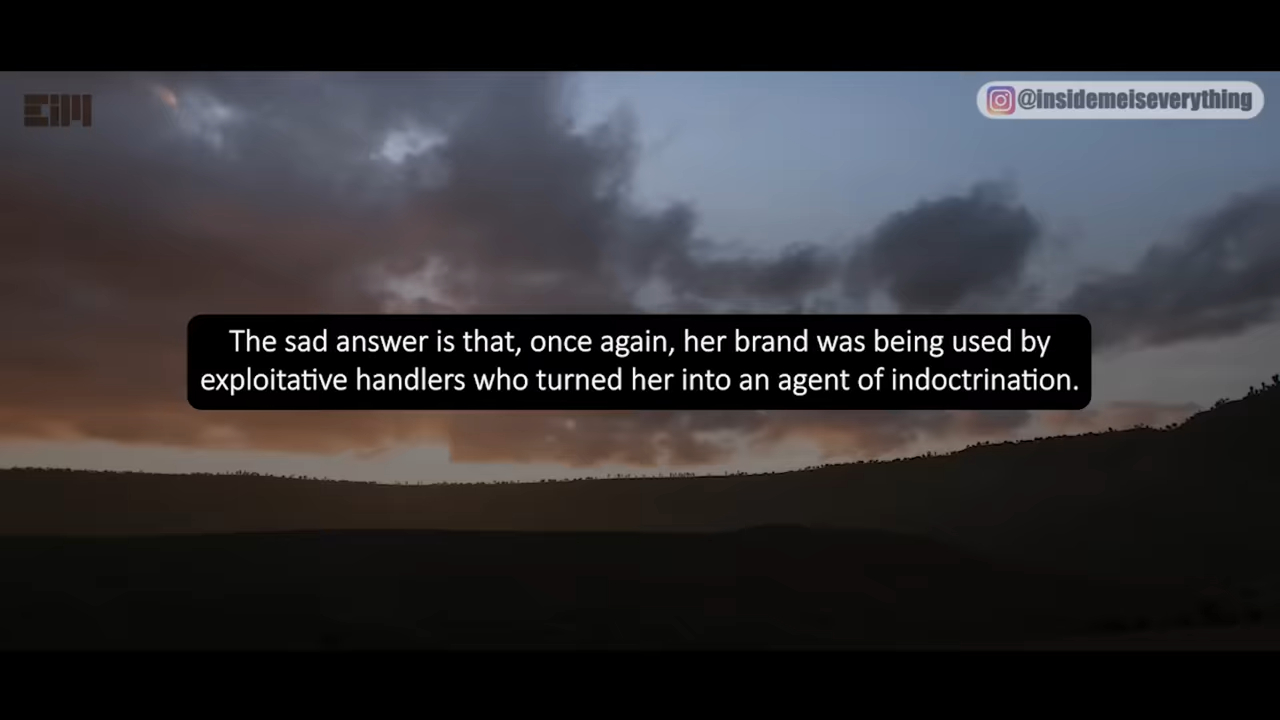 EiM
@insidemeiseverything
The sad answer is that, once again, her brand was being used by
exploitative handlers who turned her into an agent of indoctrination.